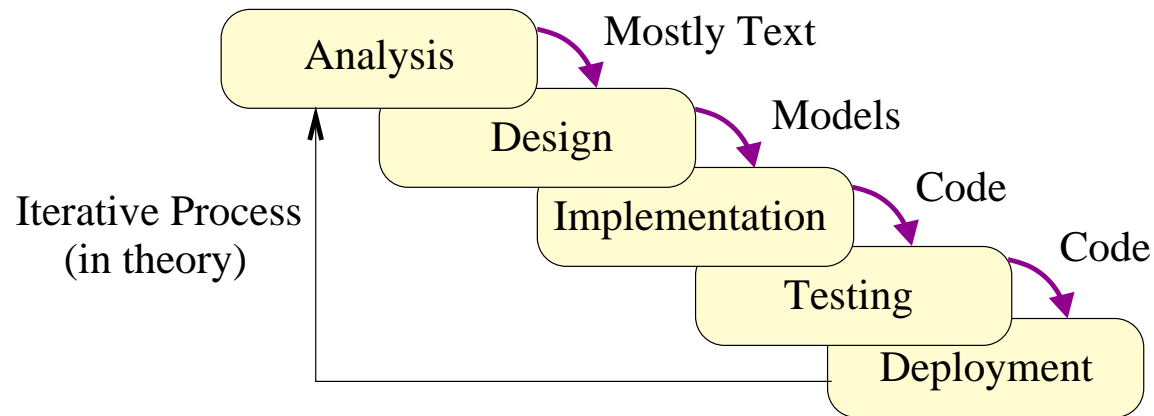 Analysis
Mostly Text
Design
Models
Implementation
Code
Iterative Process
(in theory)
Testing
Code
Deployment